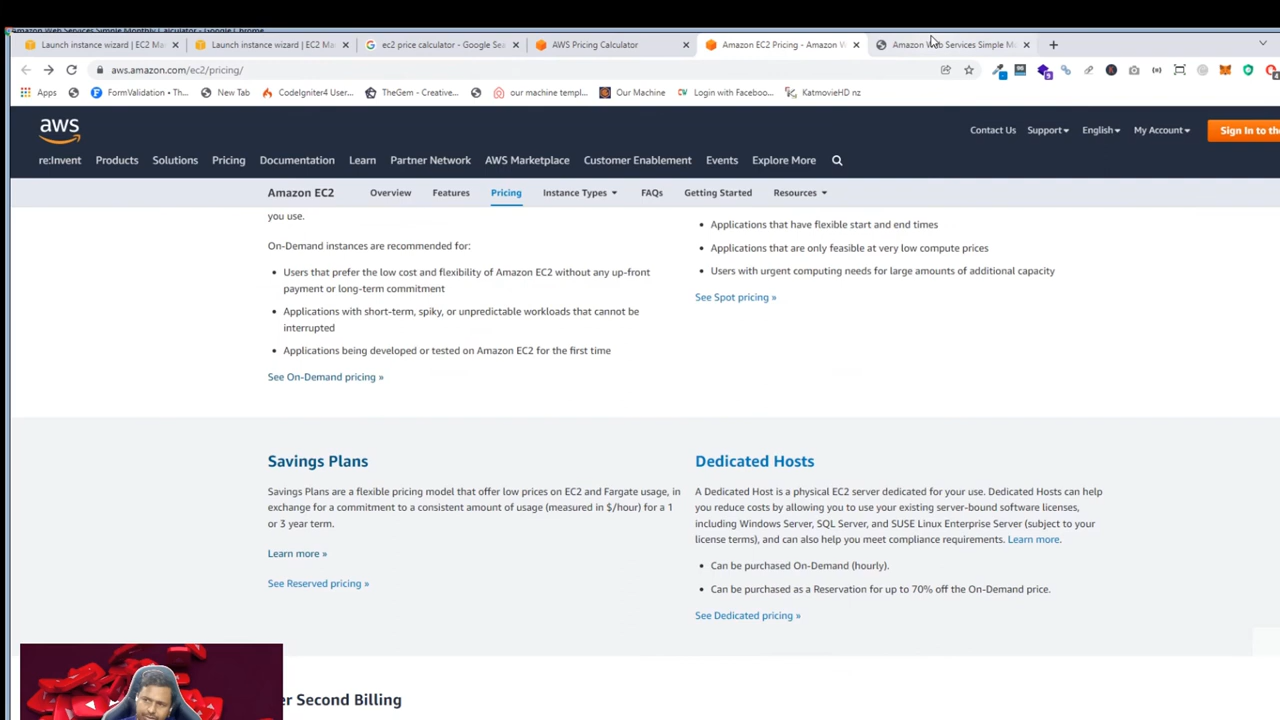 Amazon Web Services Simple Monthly Calculator - Google Chrome
Launch instance wizard | EC2 Ma
Launch instance wizard | EC2 Ma
ec2 price calculator - Google Sea
AWS Pricing Calculator
Amazon EC2 Pricing - Amazon W
Amazon Web Services Simple M
aws.amazon.com/ec2/pricing/
Apps
FormValidation • Th...
New Tab
CodeIgniter4 User...
TheGem - Creative...
our machine templ...
Our Machine
Login with Faceboo...
KatmovieHD nz
aws
Contact Us
Support
English
My Account
Sign In to th
re:Invent
Products
Solutions
Pricing
Documentation
Learn
Partner Network
AWS Marketplace
Customer Enablement
Events
Explore More
Amazon EC2
Overview
Features
Pricing
Instance Types
FAQs
Getting Started
Resources
you use.
On-Demand instances are recommended for:
• Users that prefer the low cost and flexibility of Amazon EC2 without any up-front
payment or long-term commitment
• Applications with short-term, spiky, or unpredictable workloads that cannot be
interrupted
• Applications being developed or tested on Amazon EC2 for the first time
See On-Demand pricing »
• Applications that have flexible start and end times
• Applications that are only feasible at very low compute prices
• Users with urgent computing needs for large amounts of additional capacity
See Spot pricing »
Savings Plans
Savings Plans are a flexible pricing model that offer low prices on EC2 and Fargate usage, in
exchange for a commitment to a consistent amount of usage (measured in $/hour) for a 1
or 3 year term.
Learn more »
See Reserved pricing »
Dedicated Hosts
A Dedicated Host is a physical EC2 server dedicated for your use. Dedicated Hosts can help
you reduce costs by allowing you to use your existing server-bound software licenses,
including Windows Server, SQL Server, and SUSE Linux Enterprise Server (subject to your
license terms), and can also help you meet compliance requirements. Learn more.
• Can be purchased On-Demand (hourly).
• Can be purchased as a Reservation for up to 70% off the On-Demand price.
See Dedicated pricing »
er Second Billing